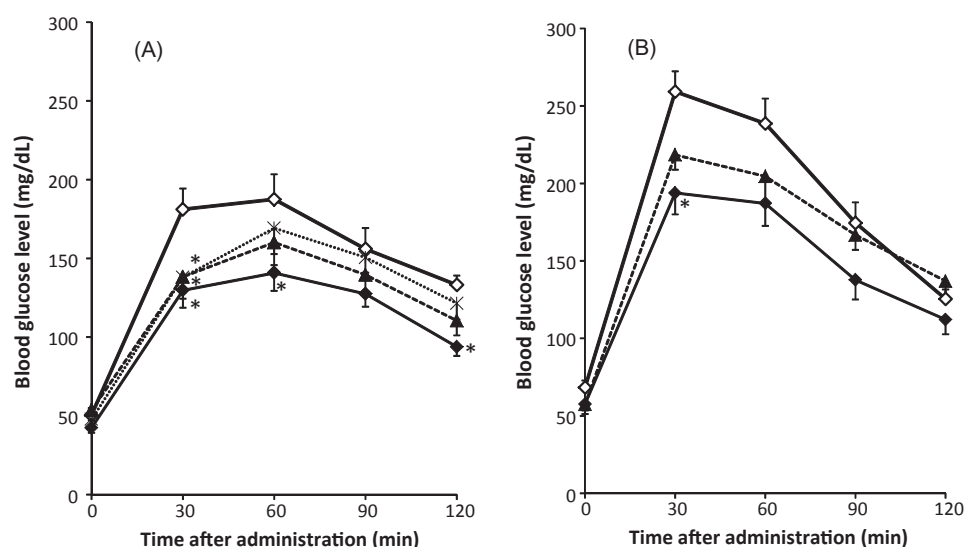 (A)
300
250
200
150
100
50
0
Blood glucose level (mg/dL)
*
*
*
*
*
0 30 60 90 120
Time after administration (min)
(B)
300
250
200
150
100
50
0
Blood glucose level (mg/dL)
*
0 30 60 90 120
Time after administration (min)